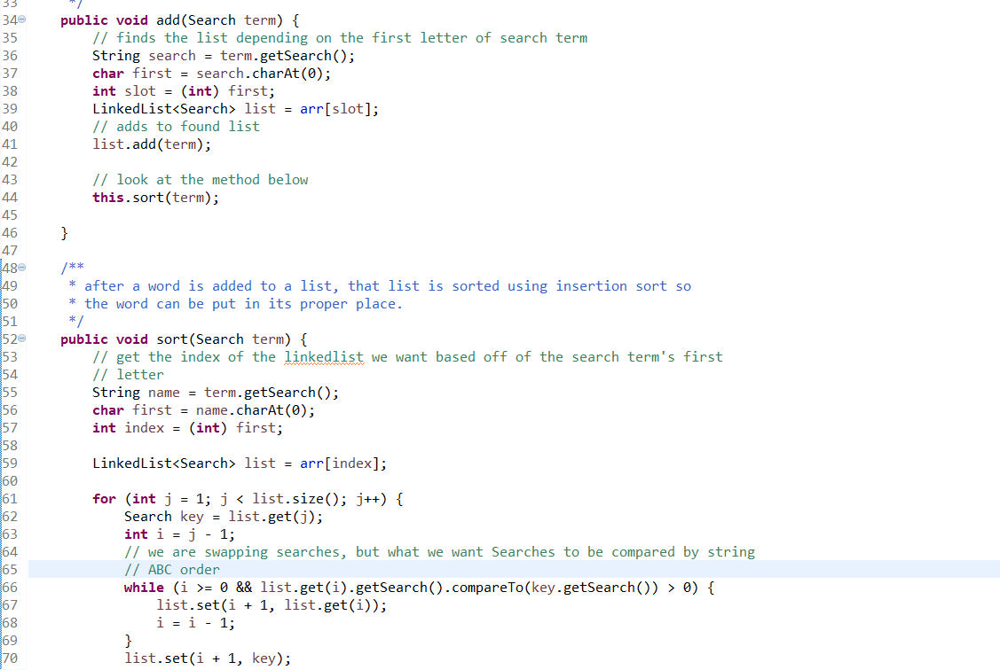 33      */
34    public void add(Search term) {
35        // finds the list depending on the first letter of search term
36        String search = term.getSearch();
37        char first = search.charAt(0);
38        int slot = (int) first;
39        LinkedList<Search> list = arr[slot];
40        // adds to found list
41        list.add(term);
42
43        // look at the method below
44        this.sort(term);
45
46    }
47
48    /**
49     * after a word is added to a list, that list is sorted using insertion sort so
50     * the word can be put in its proper place.
51     */
52    public void sort(Search term) {
53        // get the index of the linkedlist we want based off of the search term's first
54        // letter
55        String name = term.getSearch();
56        char first = name.charAt(0);
57        int index = (int) first;
58
59        LinkedList<Search> list = arr[index];
60
61        for (int j = 1; j < list.size(); j++) {
62            Search key = list.get(j);
63            int i = j - 1;
64            // we are swapping searches, but what we want Searches to be compared by string
65            // ABC order
66            while (i >= 0 && list.get(i).getSearch().compareTo(key.getSearch()) > 0) {
67                list.set(i + 1, list.get(i));
68                i = i - 1;
69            }
70            list.set(i + 1, key);